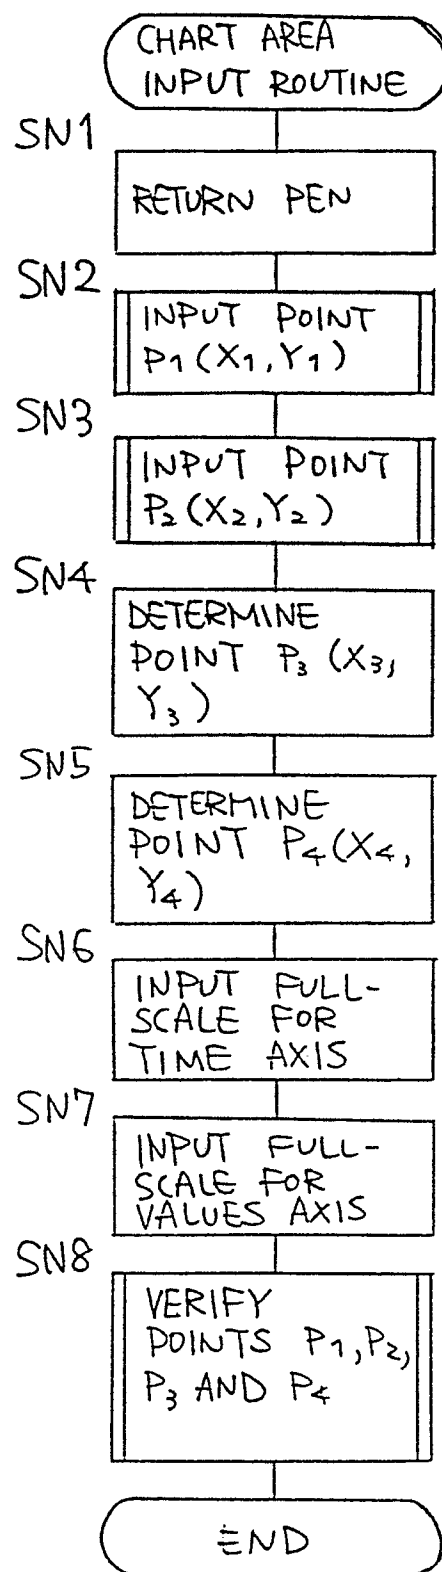 CHART AREA
INPUT ROUTINE
SN1
RETURN PEN
SN2
INPUT POINT
P1 (X1, Y1)
SN3
INPUT POINT
P2 (X2, Y2)
SN4
DETERMINE
POINT P3 (X3,
Y3)
SN5
DETERMINE
POINT P4 (X4,
Y4)
SN6
INPUT FULL-
SCALE FOR
TIME AXIS
SN7
INPUT FULL-
SCALE FOR
VALUES AXIS
SN8
VERIFY
POINTS P1, P2,
P3 AND P4
END